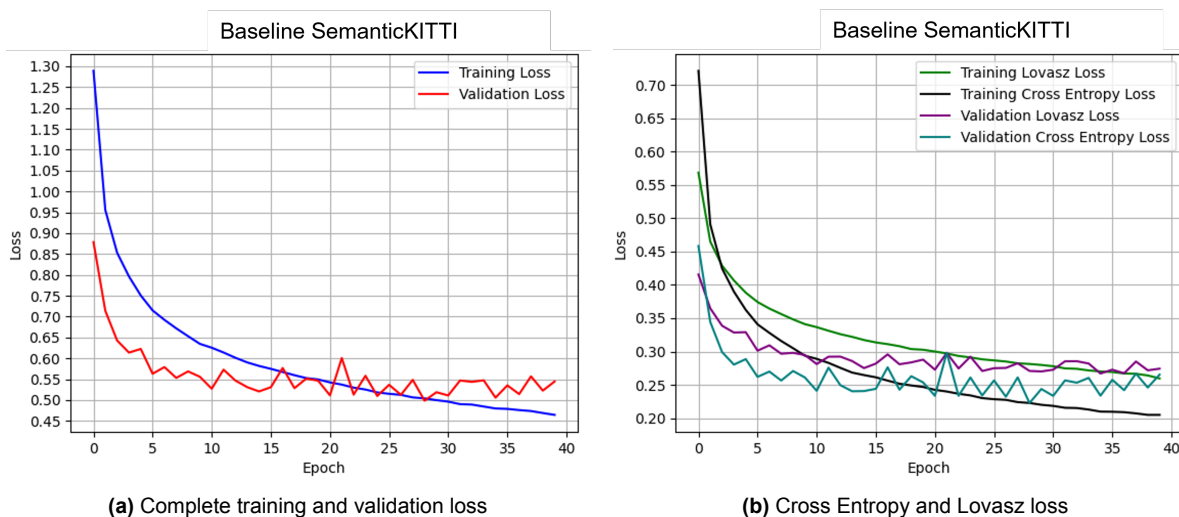 Baseline SemanticKITTI
1.30
1.25
1.20
1.15
1.10
1.05
1.00
0.95
0.90
0.85
0.80
0.75
0.70
0.65
0.60
0.55
0.50
0.45
Loss
Training Loss
Validation Loss
0 5 10 15 20 25 30 35 40
Epoch
(a) Complete training and validation loss
Baseline SemanticKITTI
0.70
0.65
0.60
0.55
0.50
0.45
0.40
0.35
0.30
0.25
0.20
Loss
Training Lovasz Loss
Training Cross Entropy Loss
Validation Lovasz Loss
Validation Cross Entropy Loss
0 5 10 15 20 25 30 35 40
Epoch
(b) Cross Entropy and Lovasz loss